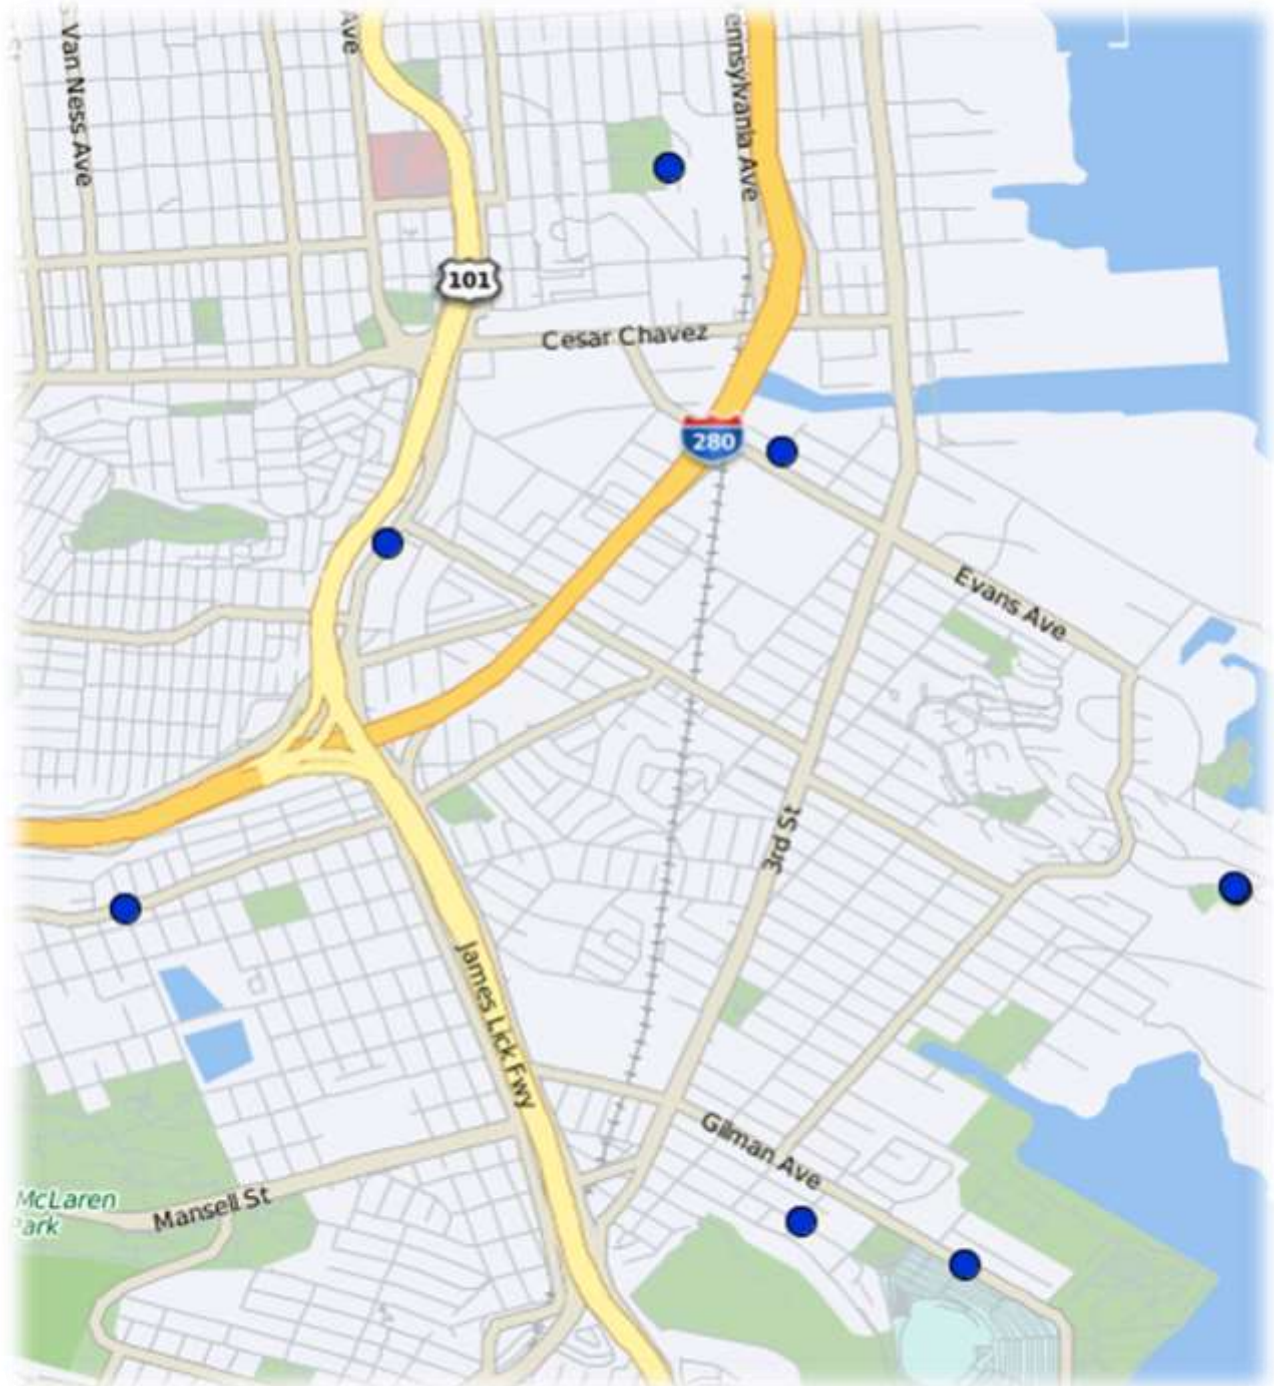 Van Ness Ave
Ave
ennsylvania Ave
101
Cesar Chavez
280
Evans Ave
3rd St
James Lick Fwy
Gilman Ave
McLaren
Park
Mansell St